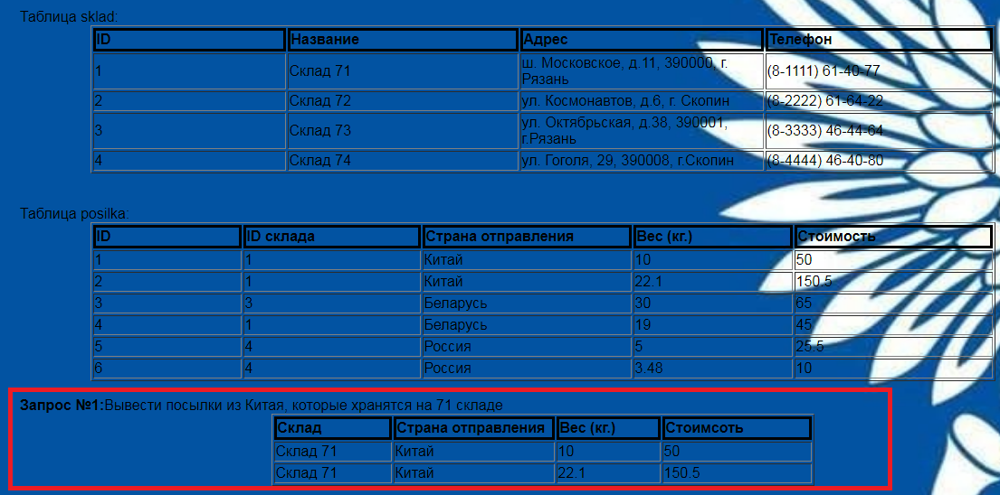 Таблица sklad:
ID Название Адрес Телефон
1 Склад 71 ш. Московское, д.11, 390000, г. Рязань (8-1111) 61-40-77
2 Склад 72 ул. Космонавтов, д.6, г. Скопин (8-2222) 61-64-22
3 Склад 73 ул. Октябрьская, д.38, 390001, г.Рязань (8-3333) 46-44-64
4 Склад 74 ул. Гоголя, 29, 390008, г.Скопин (8-4444) 46-40-80
Таблица posilka:
ID ID склада Страна отправления Вес (кг.) Стоимость
1 1 Китай 10 50
2 1 Китай 22.1 150.5
3 3 Беларусь 30 65
4 1 Беларусь 19 45
5 4 Россия 5 25.5
6 4 Россия 3.48 10
Запрос №1:Вывести посылки из Китая, которые хранятся на 71 складе
Склад Страна отправления Вес (кг.) Стоимсоть
Склад 71 Китай 10 50
Склад 71 Китай 22.1 150.5